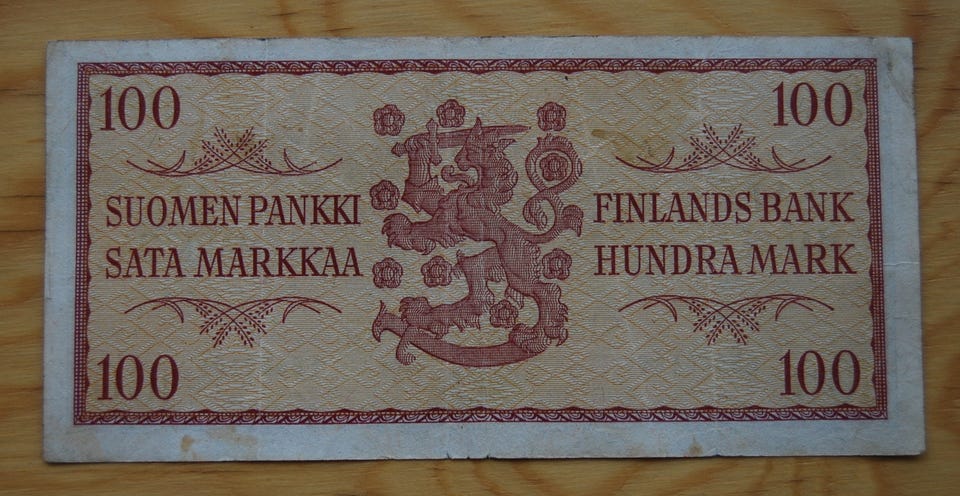 100
100
SUOMEN PANKKI
SATA MARKKAA
FINLANDS BANK
HUNDRA MARK
100
100